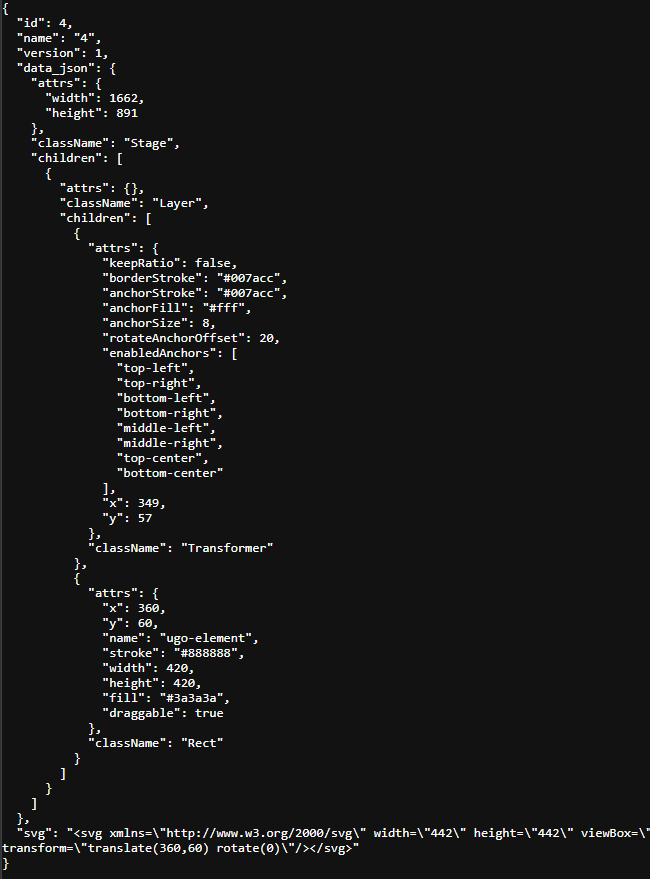 {
  "id": 4,
  "name": "4",
  "version": 1,
  "data_json": {
    "attrs": {
      "width": 1662,
      "height": 891
    },
    "className": "Stage",
    "children": [
      {
        "attrs": {},
        "className": "Layer",
        "children": [
          {
            "attrs": {
              "keepRatio": false,
              "borderStroke": "#007acc",
              "anchorStroke": "#007acc",
              "anchorFill": "#fff",
              "anchorSize": 8,
              "rotateAnchorOffset": 20,
              "enabledAnchors": [
                "top-left",
                "top-right",
                "bottom-left",
                "bottom-right",
                "middle-left",
                "middle-right",
                "top-center",
                "bottom-center"
              ],
              "x": 349,
              "y": 57
            },
            "className": "Transformer"
          },
          {
            "attrs": {
              "x": 360,
              "y": 60,
              "name": "ugo-element",
              "stroke": "#888888",
              "width": 420,
              "height": 420,
              "fill": "#3a3a3a",
              "draggable": true
            },
            "className": "Rect"
          }
        ]
      }
    ]
  },
  "svg": "<svg xmlns=\"http://www.w3.org/2000/svg\" width=\"442\" height=\"442\" viewBox=\"
transform=\"translate(360,60) rotate(0)\"/></svg>"
}